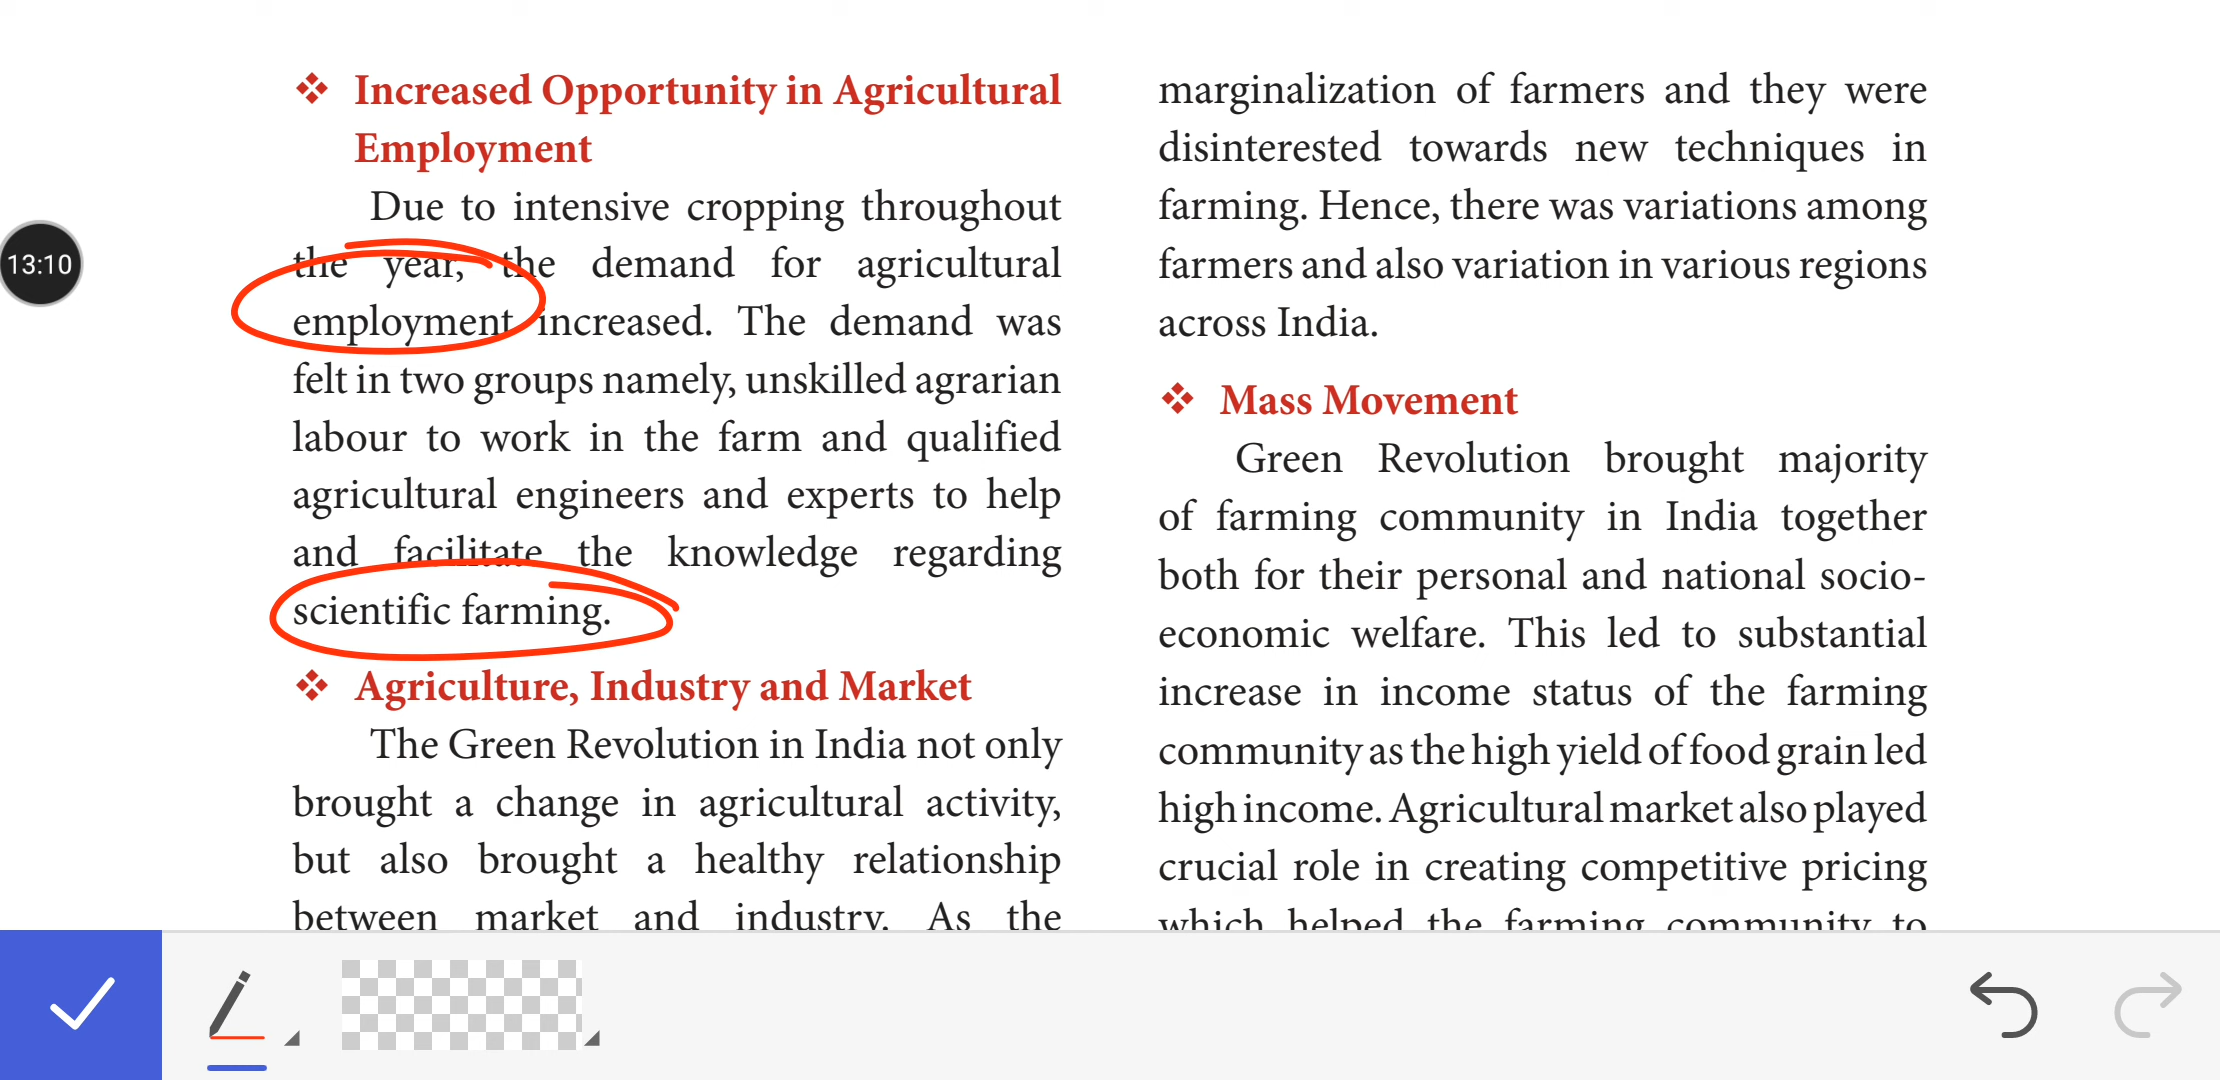 Increased Opportunity in Agricultural
Employment
Due to intensive cropping throughout
the year, the demand for agricultural
employment increased. The demand was
felt in two groups namely, unskilled agrarian
labour to work in the farm and qualified
agricultural engineers and experts to help
and facilitate the knowledge regarding
scientific farming.
Agriculture, Industry and Market
The Green Revolution in India not only
brought a change in agricultural activity,
but also brought a healthy relationship
between market and industry. As the
marginalization of farmers and they were
disinterested towards new techniques in
farming. Hence, there was variations among
farmers and also variation in various regions
across India.
Mass Movement
Green Revolution brought majority
of farming community in India together
both for their personal and national socio-
economic welfare. This led to substantial
increase in income status of the farming
community as the high yield of food grain led
high income. Agricultural market also played
crucial role in creating competitive pricing
which helped the farming community to
13:10